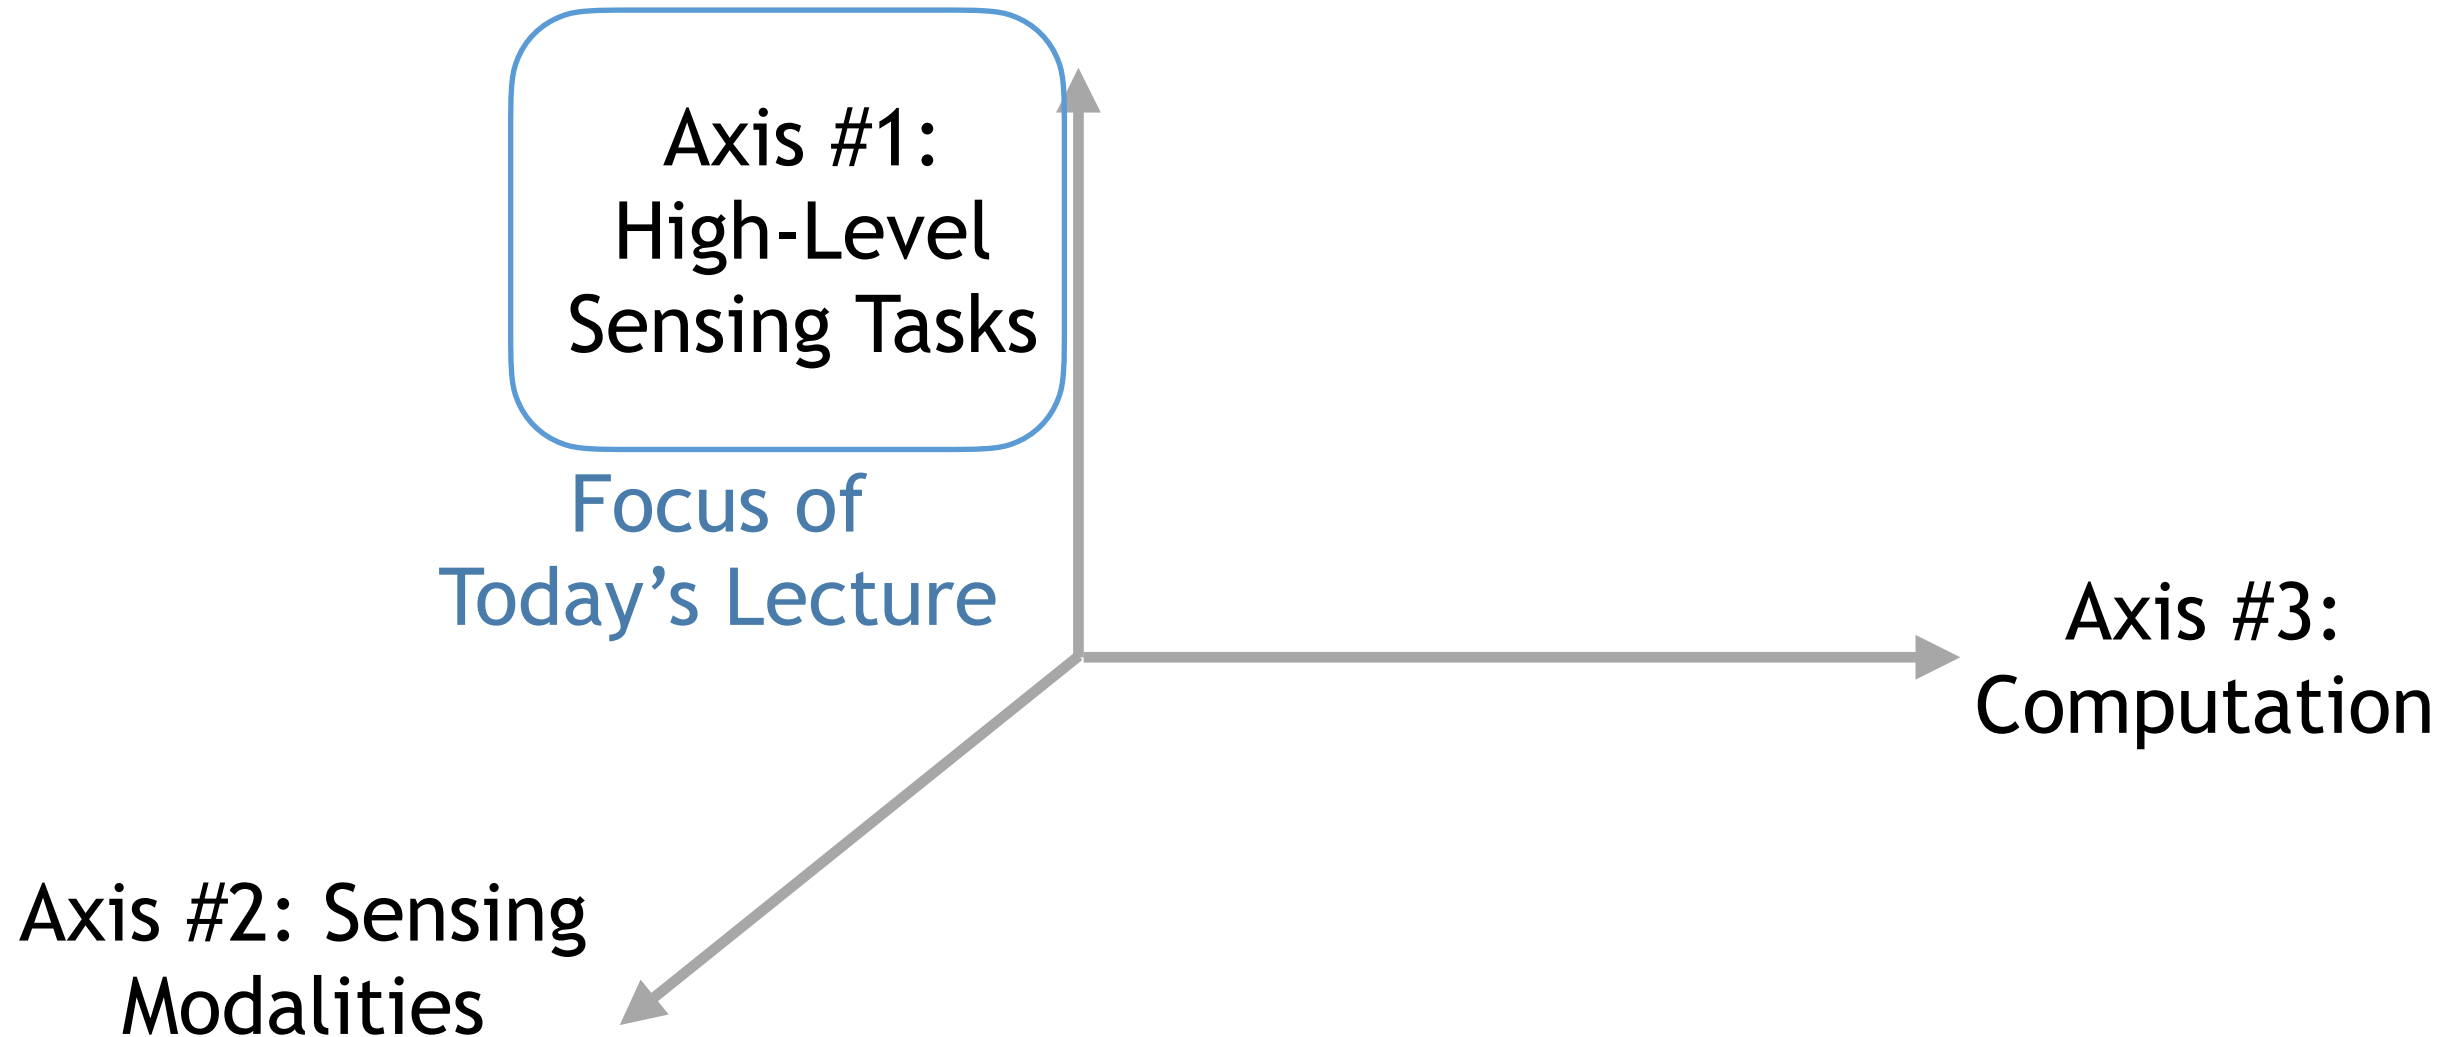 Axis #1:
High-Level
Sensing Tasks
Focus of
Today’s Lecture
Axis #3:
Computation
Axis #2: Sensing
Modalities